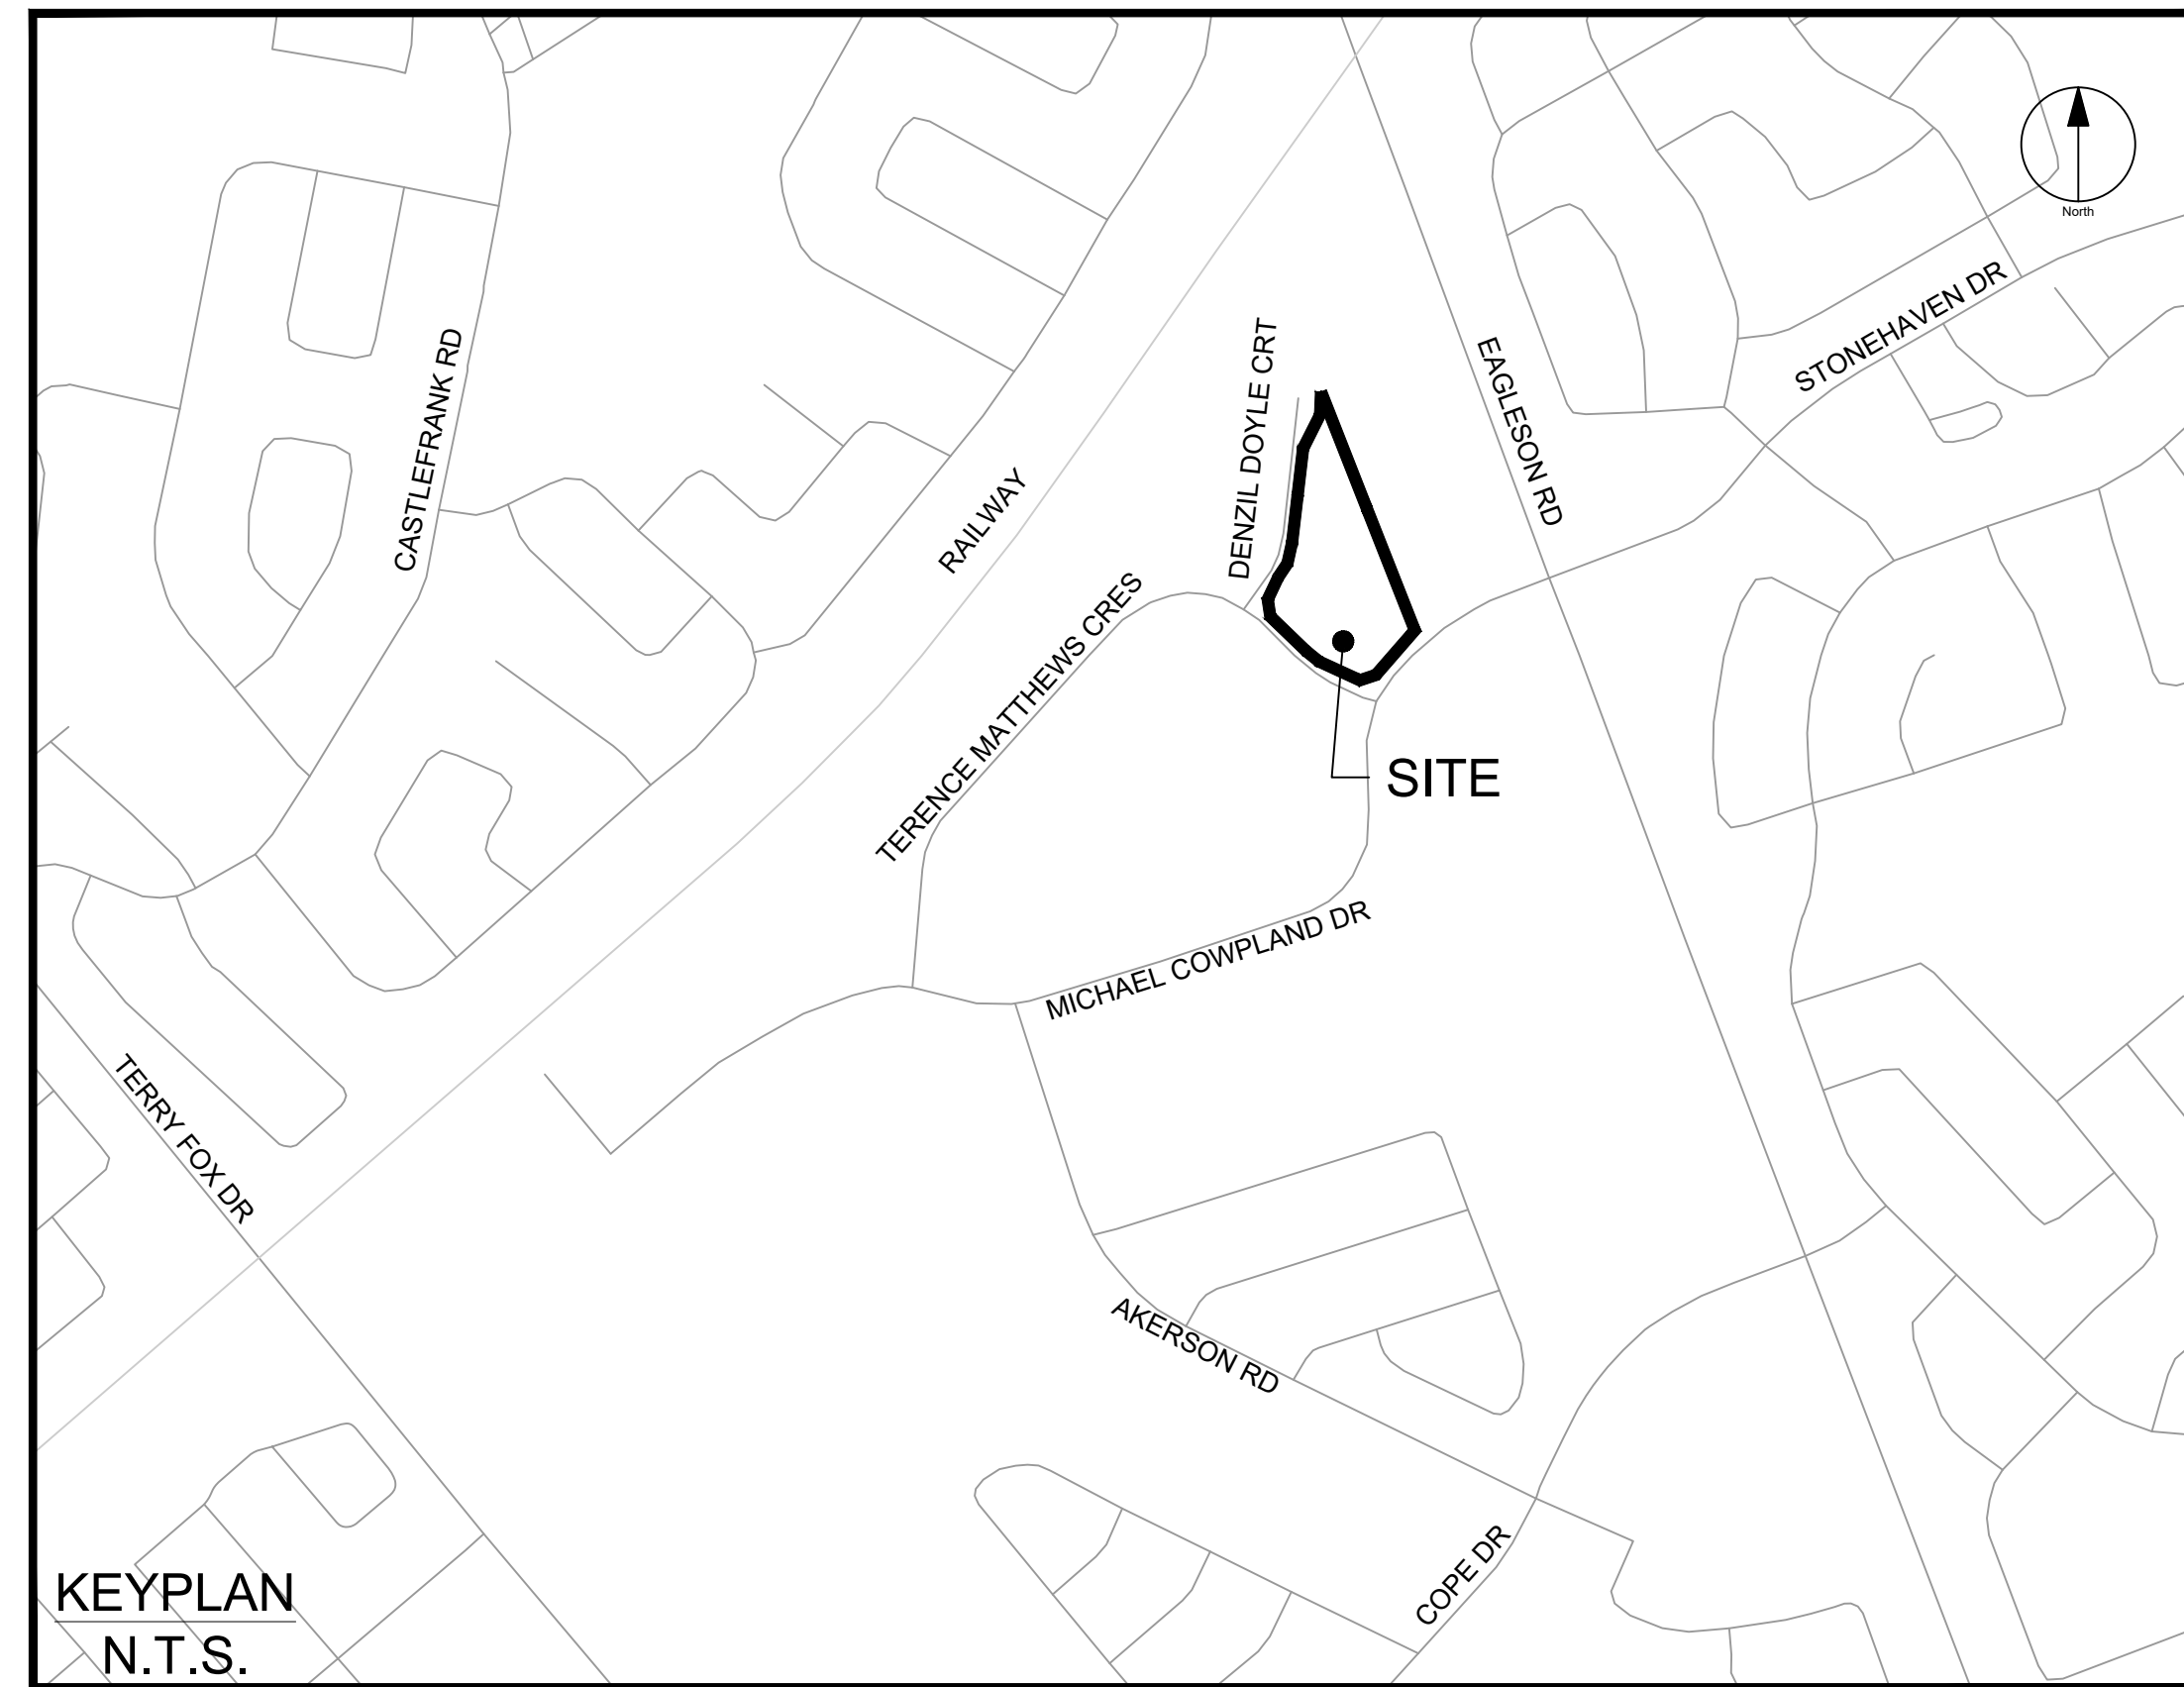 North
STONEHAVEN DR
EAGLESON RD
DENZIL DOYLE CRT
CASTLEFRANK RD
RAILWAY
TERENCE MATTHEWS CRES
SITE
MICHAEL COWPLAND DR
TERRY FOX DR
AKERSON RD
COPE DR
KEYPLAN
N.T.S.